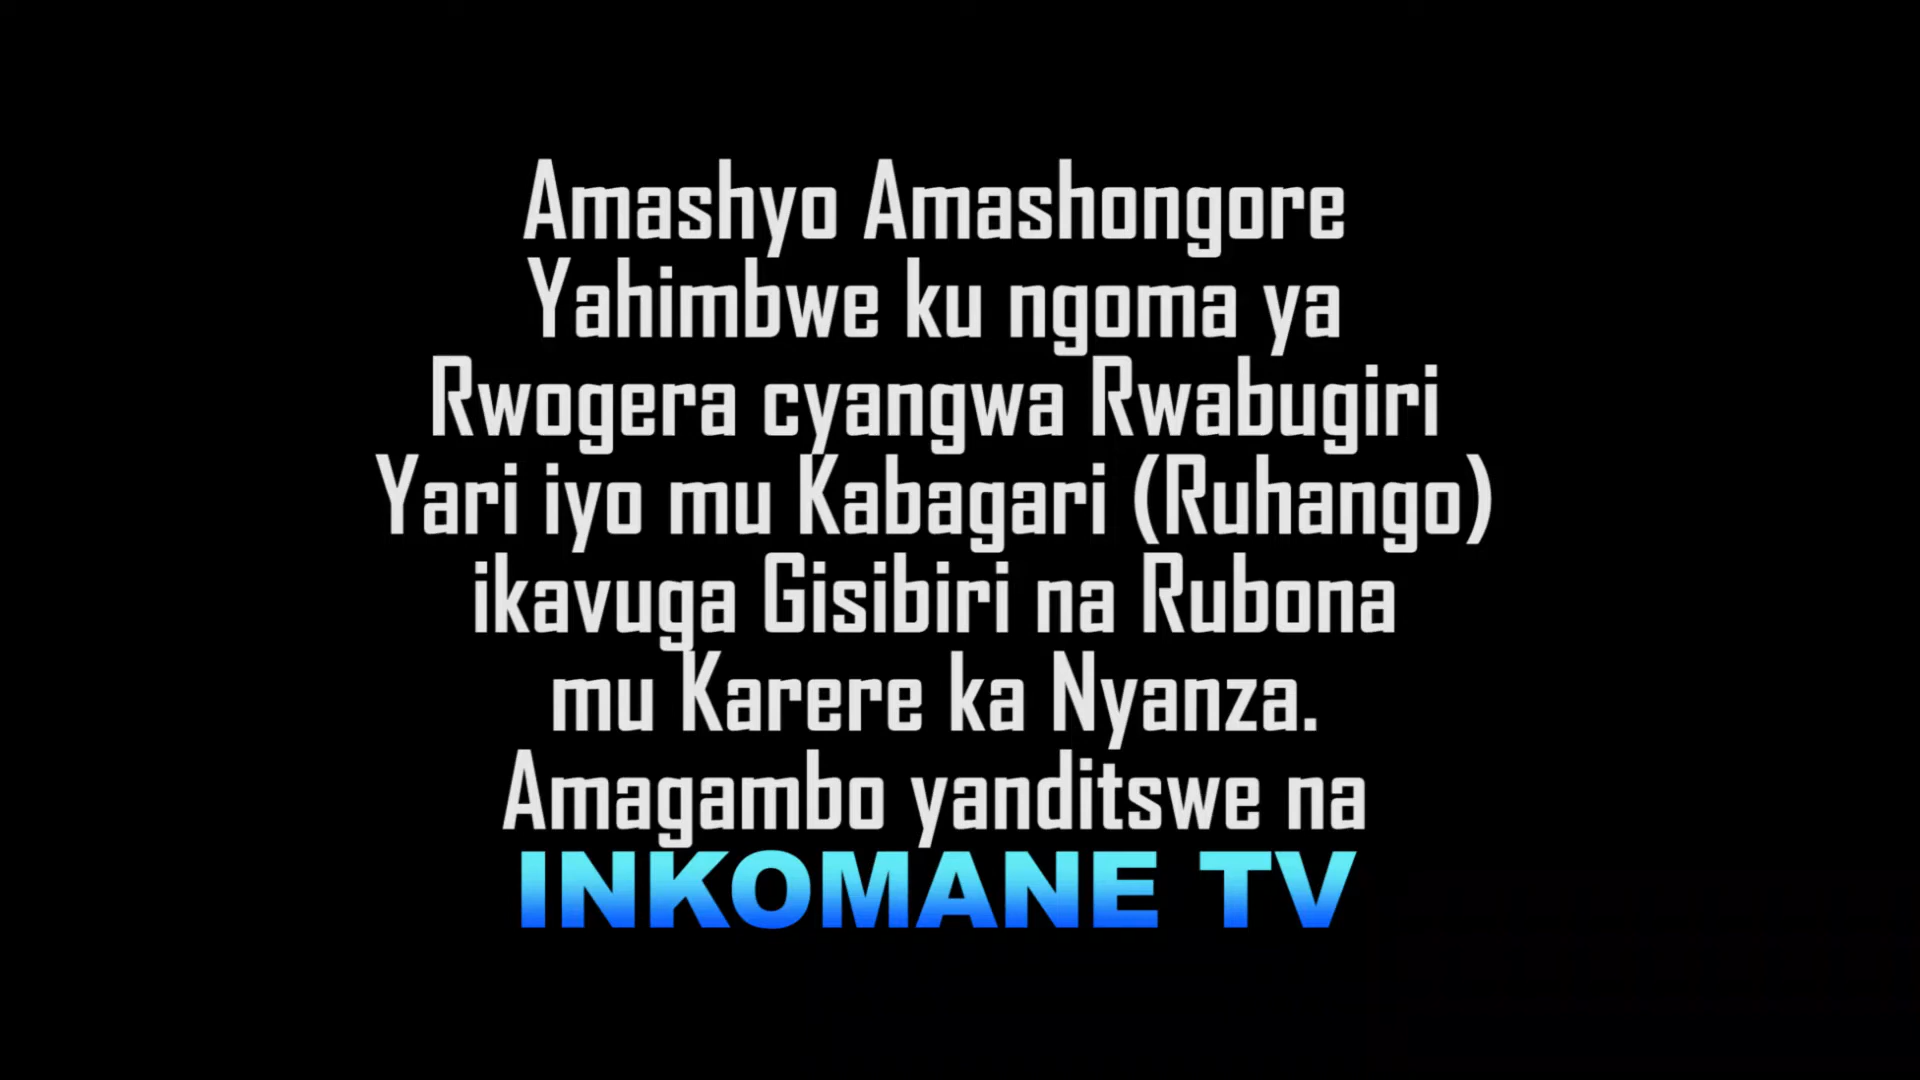 Amashyo Amashongore
Yahimbwe ku ngoma ya
Rwogera cyangwa Rwabugiri
Yari iyo mu Kabagari (Ruhango)
ikavuga Gisibiri na Rubona
mu Karere ka Nyanza.
Amagambo yanditswe na
INKOMANE TV